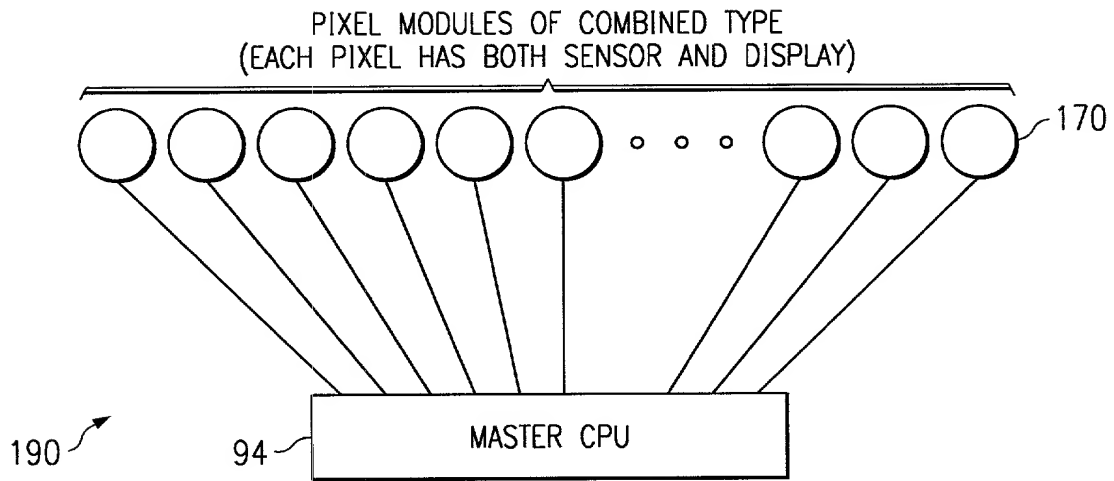 PIXEL MODULES OF COMBINED TYPE
(EACH PIXEL HAS BOTH SENSOR AND DISPLAY)
170
MASTER CPU
94
190